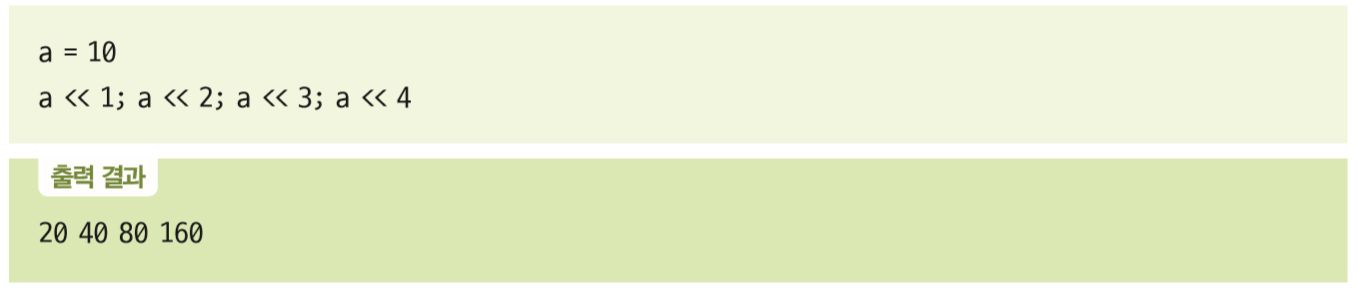 a = 10
a << 1; a << 2; a << 3; a << 4
출력 결과
20 40 80 160